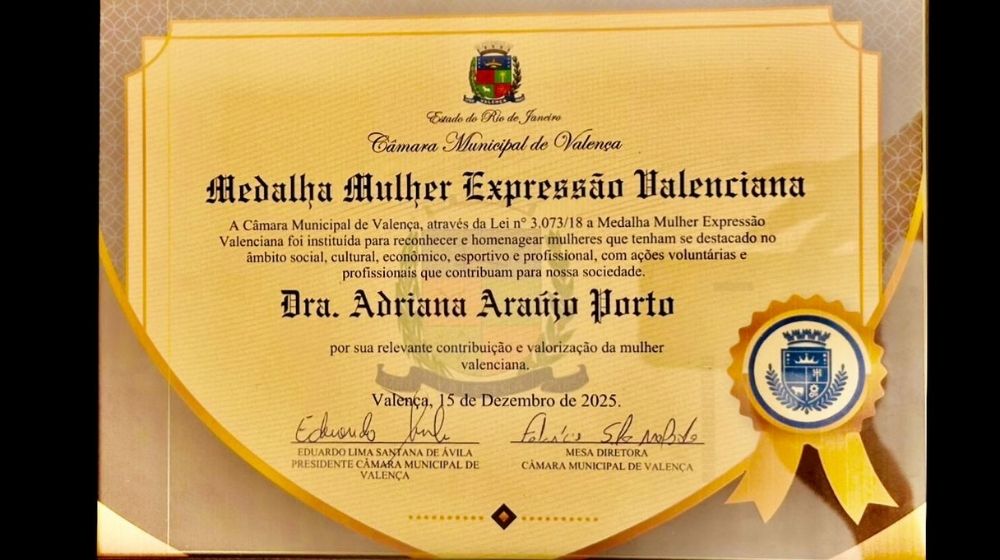 Estado do Rio de Janeiro
Câmara Municipal de Valença
Medalha Mulher Expressão Valenciana
A Câmara Municipal de Valença, através da Lei nº 3.073/18 a Medalha Mulher Expressão
Valenciana foi instituída para reconhecer e homenagear mulheres que tenham se destacado no
âmbito social, cultural, econômico, esportivo e profissional, com ações voluntárias e
profissionais que contribuam para nossa sociedade.
Dra. Adriana Araújo Porto
por sua relevante contribuição e valorização da mulher
valenciana.
Valença, 15 de Dezembro de 2025.
EDUARDO LIMA SANTANA DE ÁVILA
PRESIDENTE CÂMARA MUNICIPAL DE
VALENÇA
MESA DIRETORA
CÂMARA MUNICIPAL DE VALENÇA